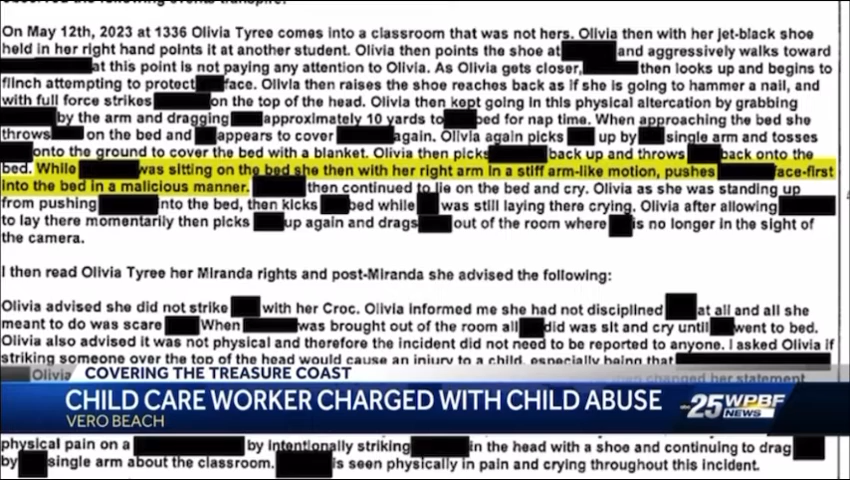 On May 12th, 2023 at 1336 Olivia Tyree comes into a classroom that was not hers. Olivia then with her jet-black shoe
held in her right hand points it at another student. Olivia then points the shoe at and aggressively walks toward
at this point is not paying any attention to Olivia. As Olivia gets closer, then looks up and begins to
flinch attempting to protect face. Olivia then raises the shoe reaches back as if she is going to hammer a nail, and
with full force strikes on the top of the head. Olivia then kept going in this physical altercation by grabbing
by the arm and dragging approximately 10 yards to bed for nap time. When approaching the bed she
throws on the bed and appears to cover again. Olivia again picks up by single arm and tosses
onto the ground to cover the bed with a blanket. Olivia then picks back up and throws back onto the
bed. While was sitting on the bed she then with her right arm in a stiff arm-like motion, pushes face-first
into the bed in a malicious manner. then continued to lie on the bed and cry. Olivia as she was standing up
from pushing into the bed, then kicks bed while was still laying there crying. Olivia after allowing
to lay there momentarily then picks up again and drags out of the room where is no longer in the sight of
the camera.
I then read Olivia Tyree her Miranda rights and post-Miranda she advised the following:
Olivia advised she did not strike with her Croc. Olivia informed me she had not disciplined at all and all she
meant to do was scare When was brought out of the room all did was sit and cry until went to bed.
Olivia also advised it was not physical and therefore the incident did not need to be reported to anyone. I asked Olivia if
striking someone over the top of the head would cause an injury to a child, especially being that
Olivia changed her statement
COVERING THE TREASURE COAST
CHILD CARE WORKER CHARGED WITH CHILD ABUSE
VERO BEACH
abc 25 WPBF
NEWS
physical pain on a by intentionally striking in the head with a shoe and continuing to drag
by single arm about the classroom. is seen physically in pain and crying throughout this incident.